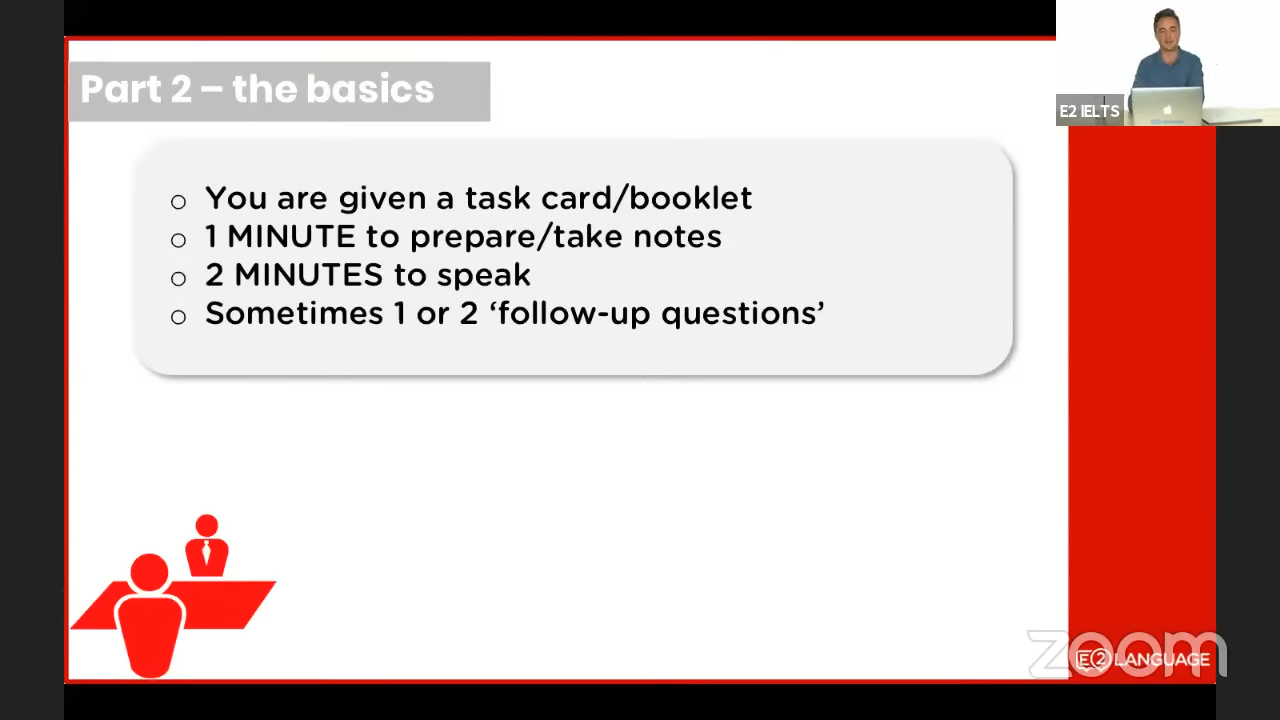 Part 2 – the basics
E2 IELTS
You are given a task card/booklet
1 MINUTE to prepare/take notes
2 MINUTES to speak
Sometimes 1 or 2 ‘follow-up questions’
zoom
E2 LANGUAGE